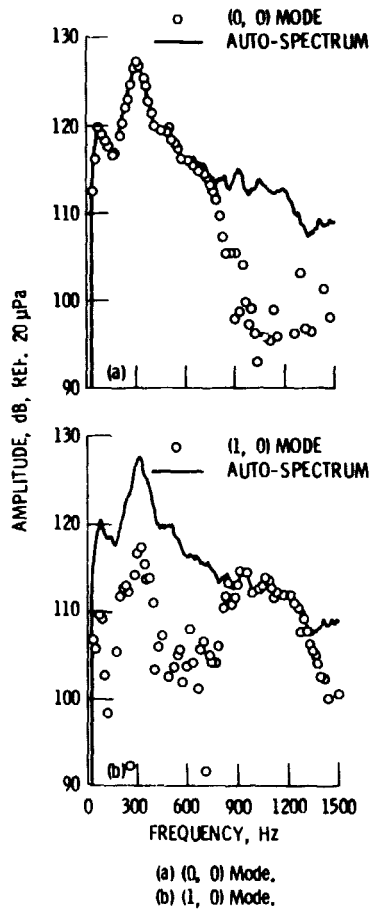 130
(0, 0) MODE
AUTO-SPECTRUM
120
110
100
90
(a)
AMPLITUDE, dB, REF. 20 µPa
130
(1, 0) MODE
AUTO-SPECTRUM
120
110
100
90
(b)
0 300 600 900 1200 1500
FREQUENCY, Hz
(a) (0, 0) Mode.
(b) (1, 0) Mode.